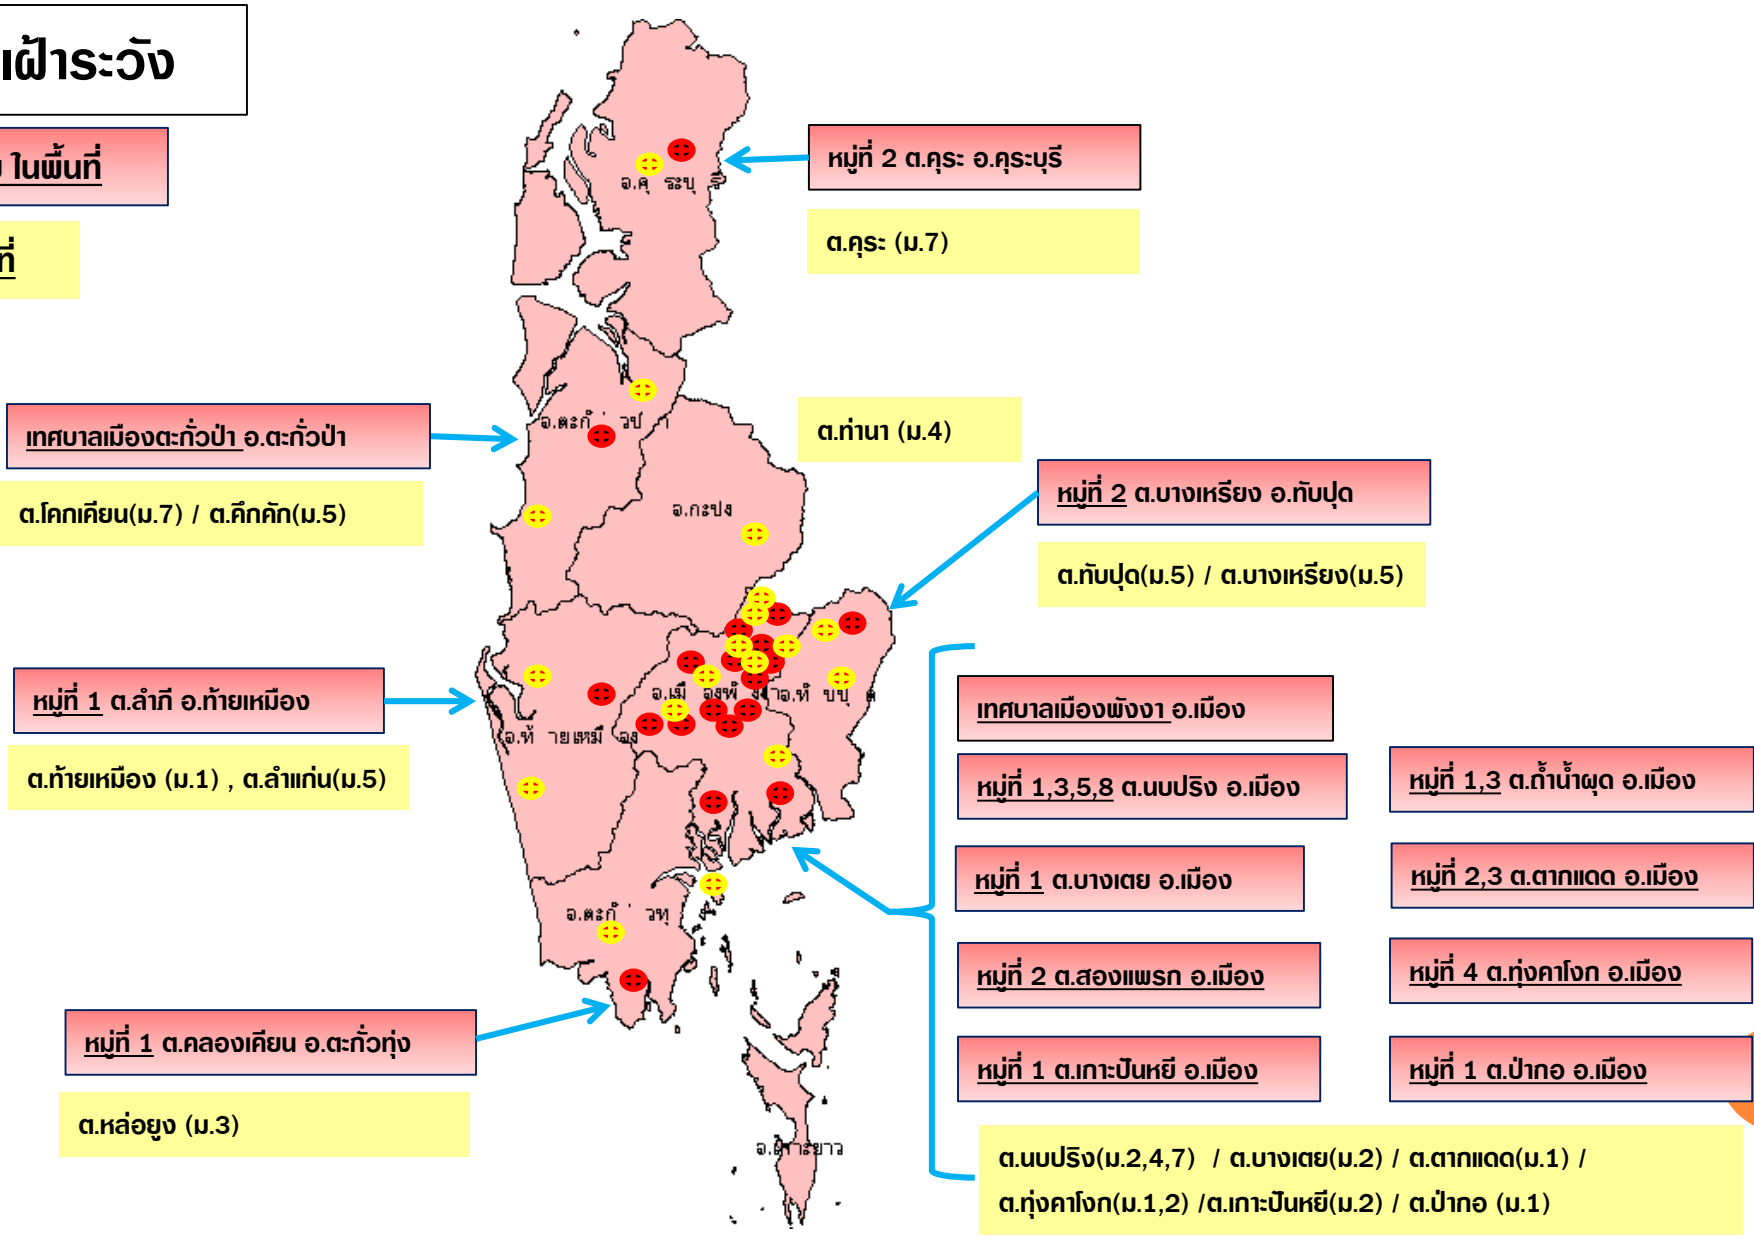 เฝ้าระวัง
ในพื้นที่
ที่
หมู่ที่ 2 ต.คุระ อ.คุระบุรี
ต.คุระ (ม.7)
อ.คุ ระบุ รี
เทศบาลเมืองตะกั่วป่า อ.ตะกั่วป่า
ต.โคกเคียน(ม.7) / ต.คึกคัก(ม.5)
อ.ตะกั่ วป่ า
ต.ท่านา (ม.4)
อ.กะปง
หมู่ที่ 2 ต.บางเหรียง อ.ทับปุด
ต.ทับปุด(ม.5) / ต.บางเหรียง(ม.5)
หมู่ที่ 1 ต.ลำภี อ.ท้ายเหมือง
ต.ท้ายเหมือง (ม.1) , ต.ลำแก่น(ม.5)
อ.ท้ ายเหมื อง
อ.เมื องพั งงา
อ.ทั บปุ ด
เทศบาลเมืองพังงา อ.เมือง
หมู่ที่ 1,3,5,8 ต.นบปริง อ.เมือง
หมู่ที่ 1,3 ต.ถ้ำน้ำผุด อ.เมือง
หมู่ที่ 1 ต.บางเตย อ.เมือง
หมู่ที่ 2,3 ต.ตากแดด อ.เมือง
หมู่ที่ 2 ต.สองแพรก อ.เมือง
หมู่ที่ 4 ต.ทุ่งคาโงก อ.เมือง
หมู่ที่ 1 ต.เกาะปันหยี อ.เมือง
หมู่ที่ 1 ต.ป่ากอ อ.เมือง
ต.นบปริง(ม.2,4,7) / ต.บางเตย(ม.2) / ต.ตากแดด(ม.1) /
ต.ทุ่งคาโงก(ม.1,2) /ต.เกาะปันหยี(ม.2) / ต.ป่ากอ (ม.1)
อ.ตะกั่ วทุ่ ง
หมู่ที่ 1 ต.คลองเคียน อ.ตะกั่วทุ่ง
ต.หล่อยูง (ม.3)
อ.เกาะยาว